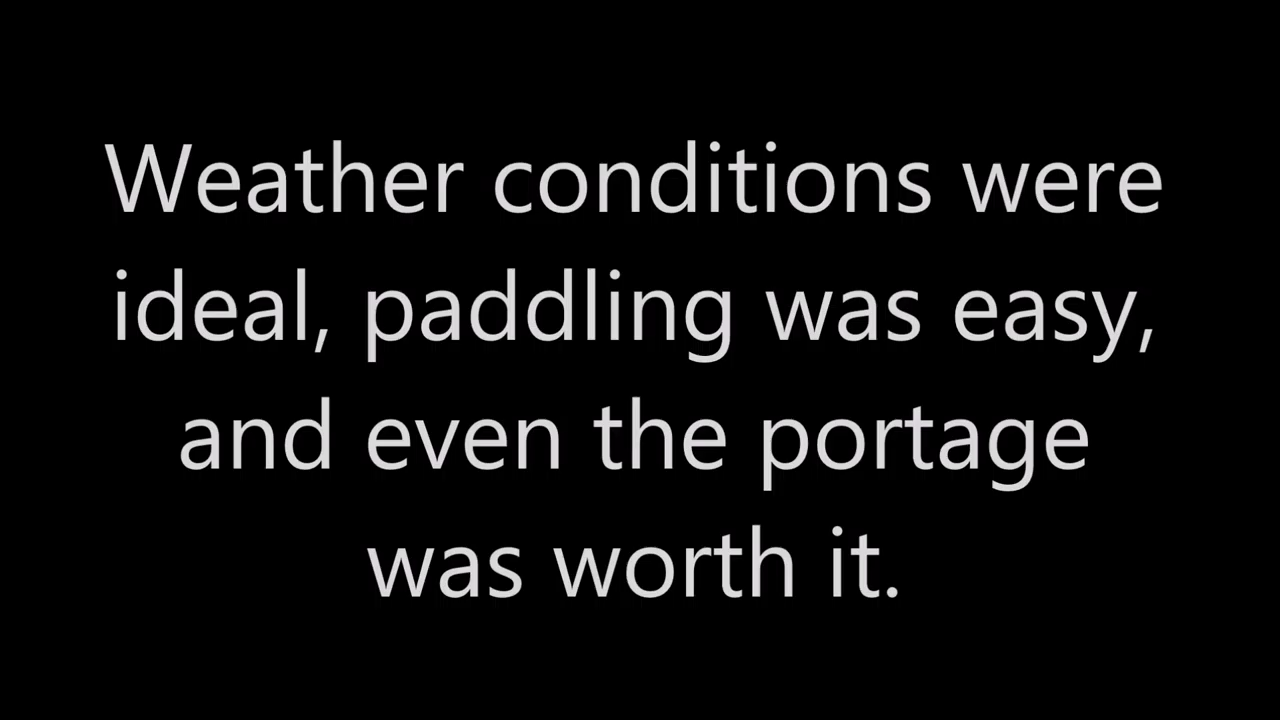 Weather conditions were
ideal, paddling was easy,
and even the portage
was worth it.